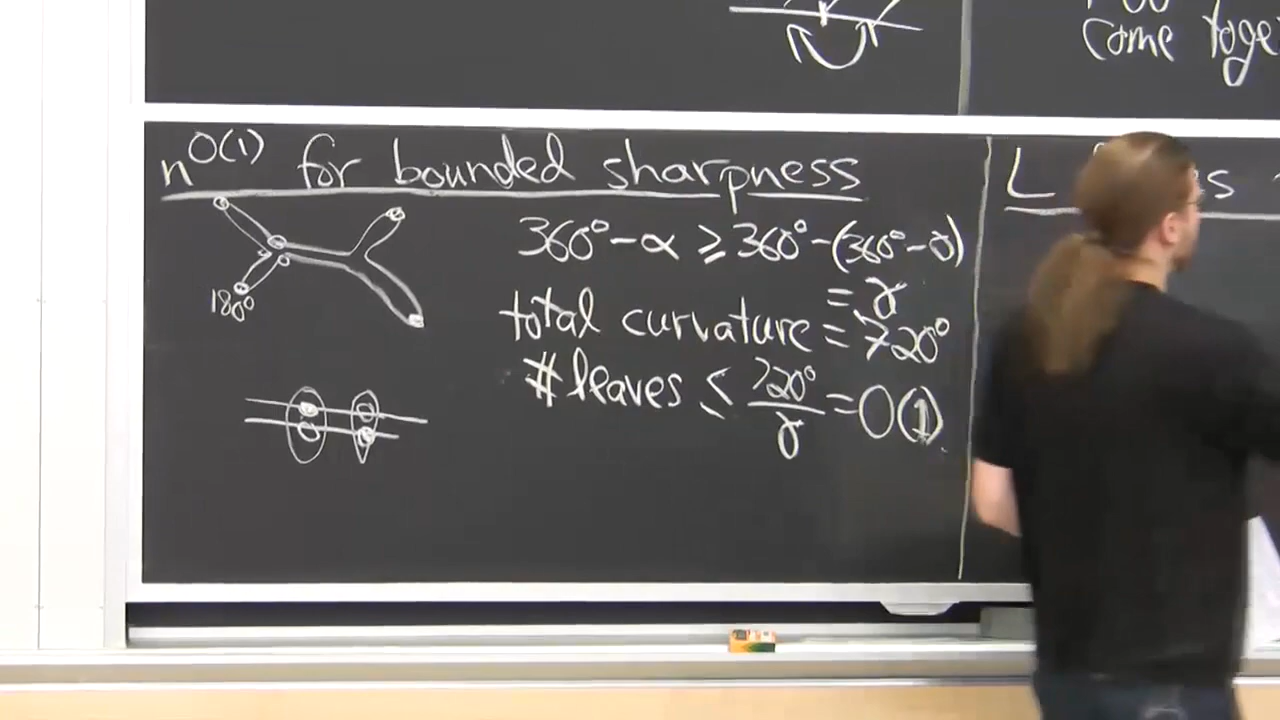 come toge
n^O(1) for bounded sharpness
180°
360° - α ≥ 360° - (360° - γ)
= γ
total curvature = 720°
# leaves ≤ 720°/γ = O(1)
L
s